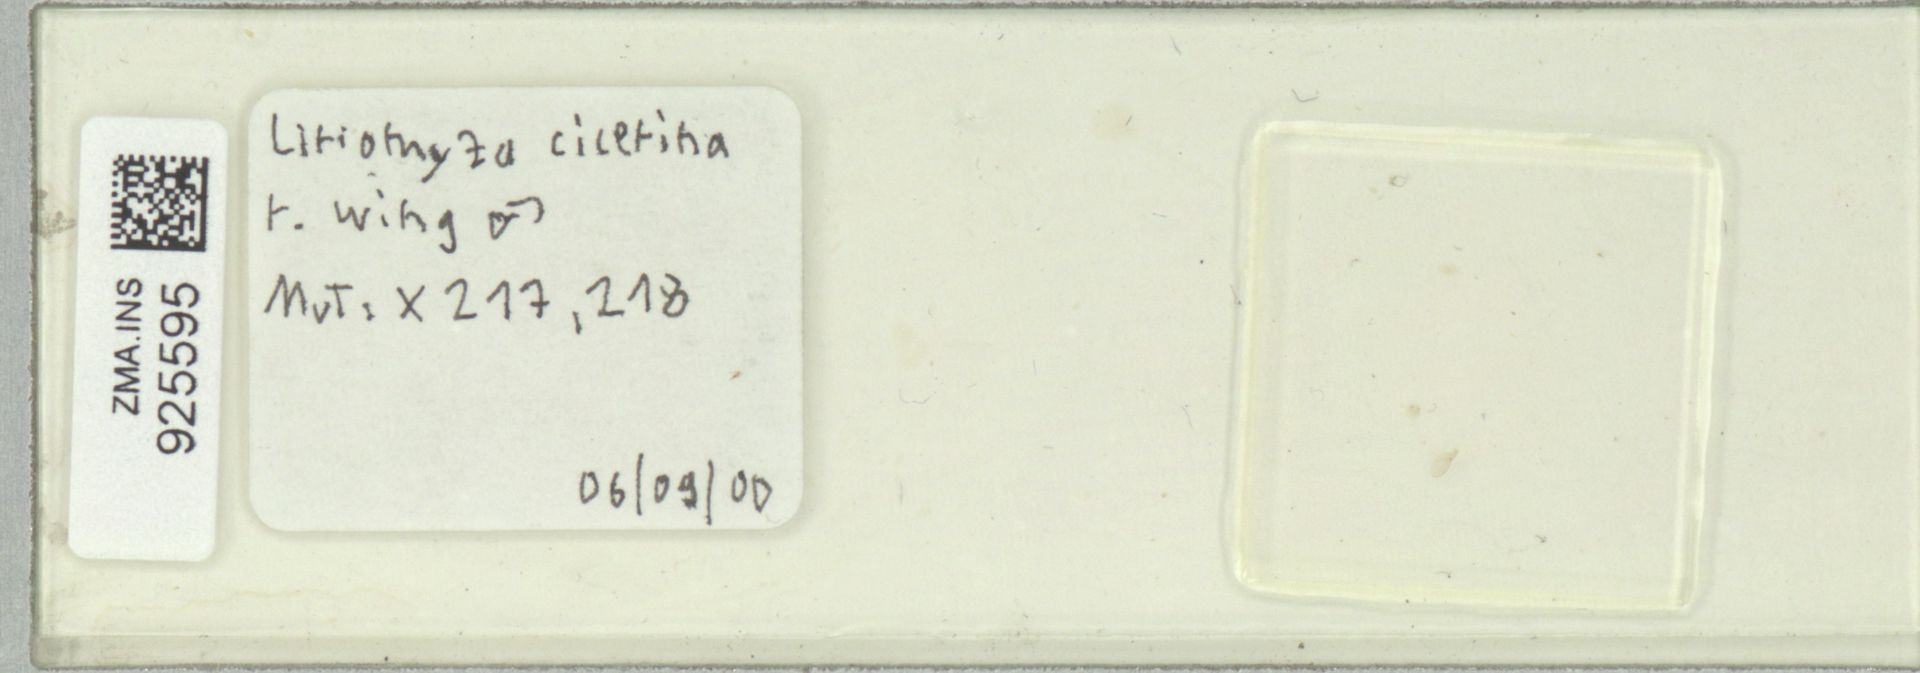 ZMA.INS
925595
Liriomyza cicerina
r. wing ♂
MvT: X 217, 218
06/09/00